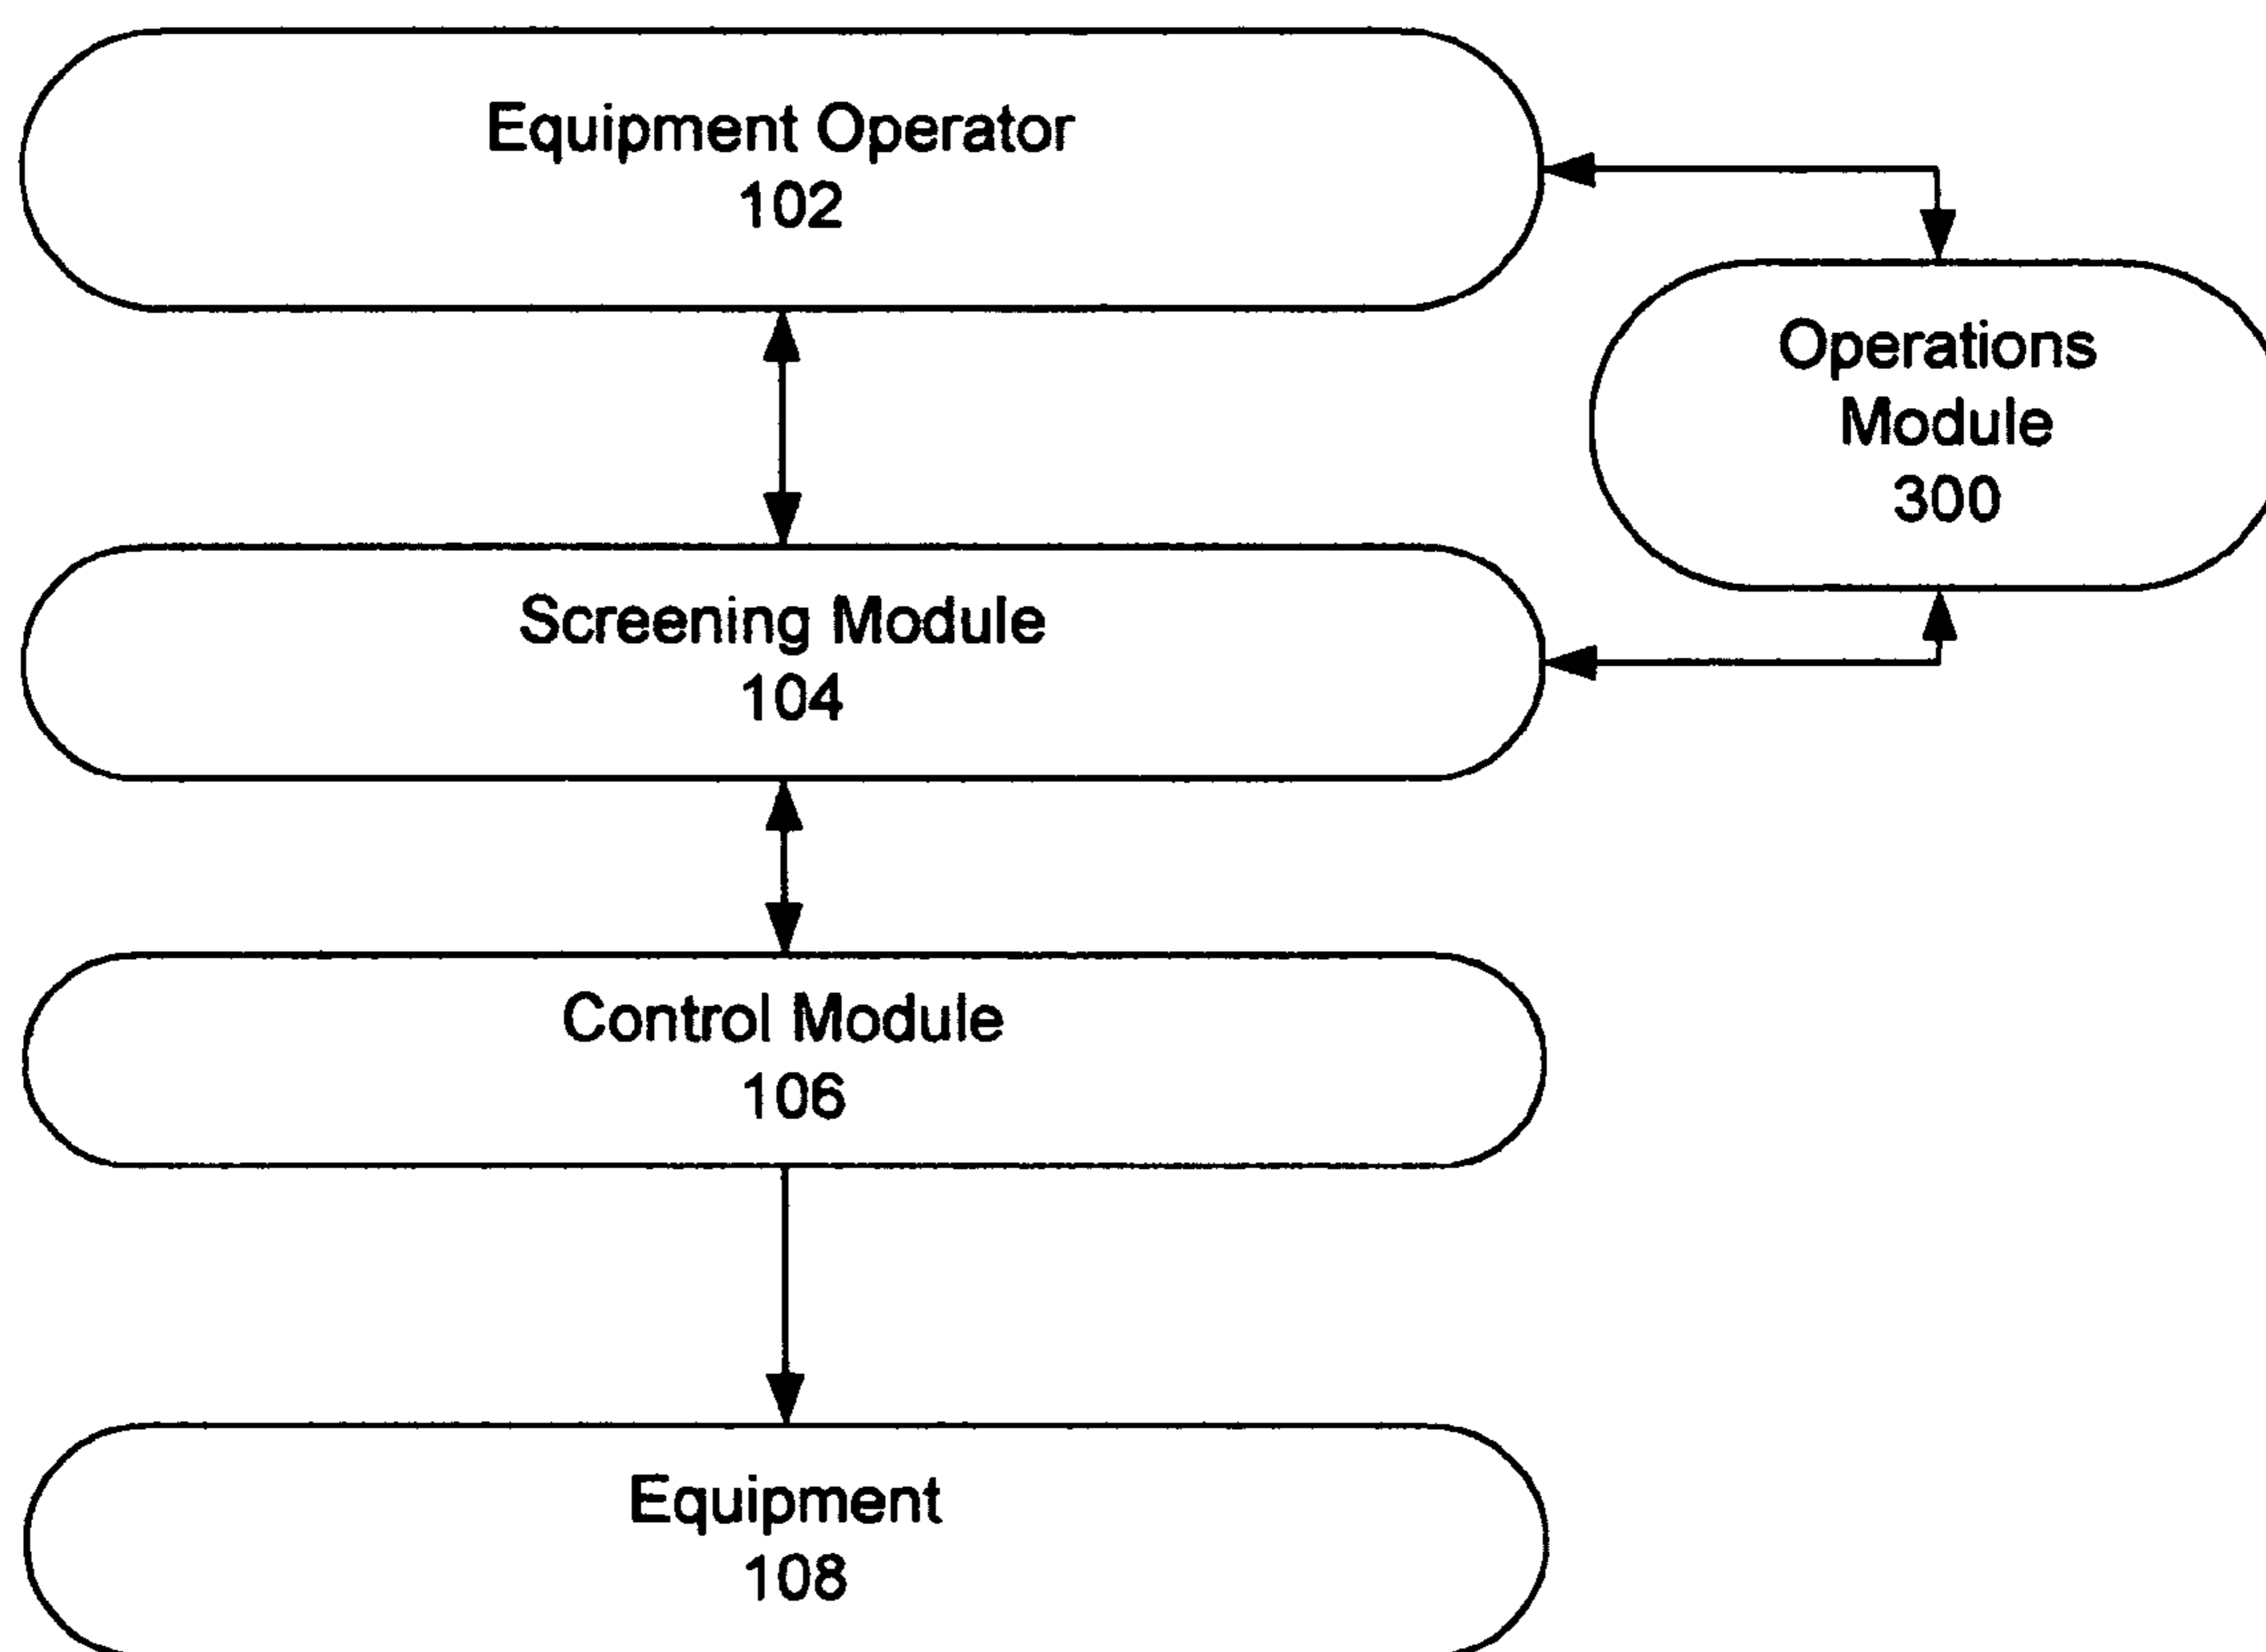 Equipment Operator
102
Operations
Module
300
Screening Module
104
Control Module
106
Equipment
108